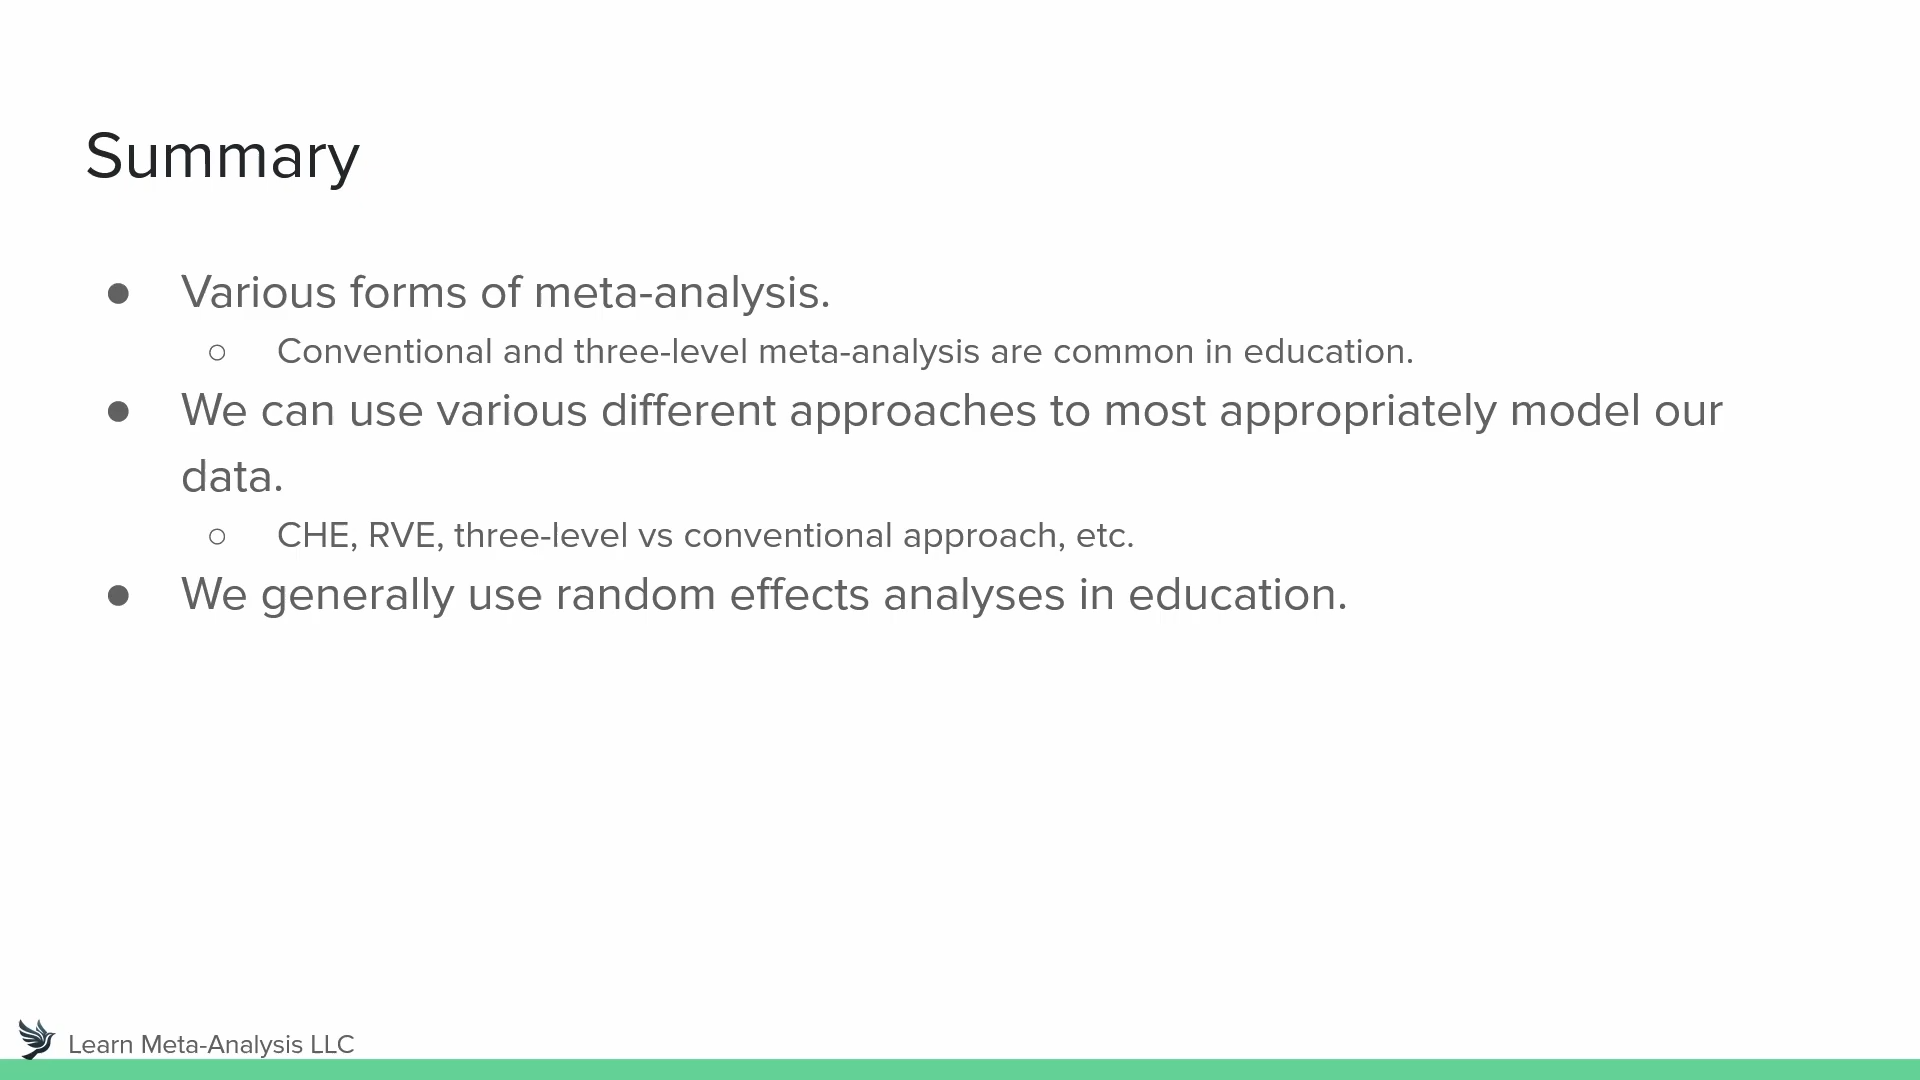 Summary
● Various forms of meta-analysis.
○ Conventional and three-level meta-analysis are common in education.
● We can use various different approaches to most appropriately model our
data.
○ CHE, RVE, three-level vs conventional approach, etc.
● We generally use random effects analyses in education.
Learn Meta-Analysis LLC